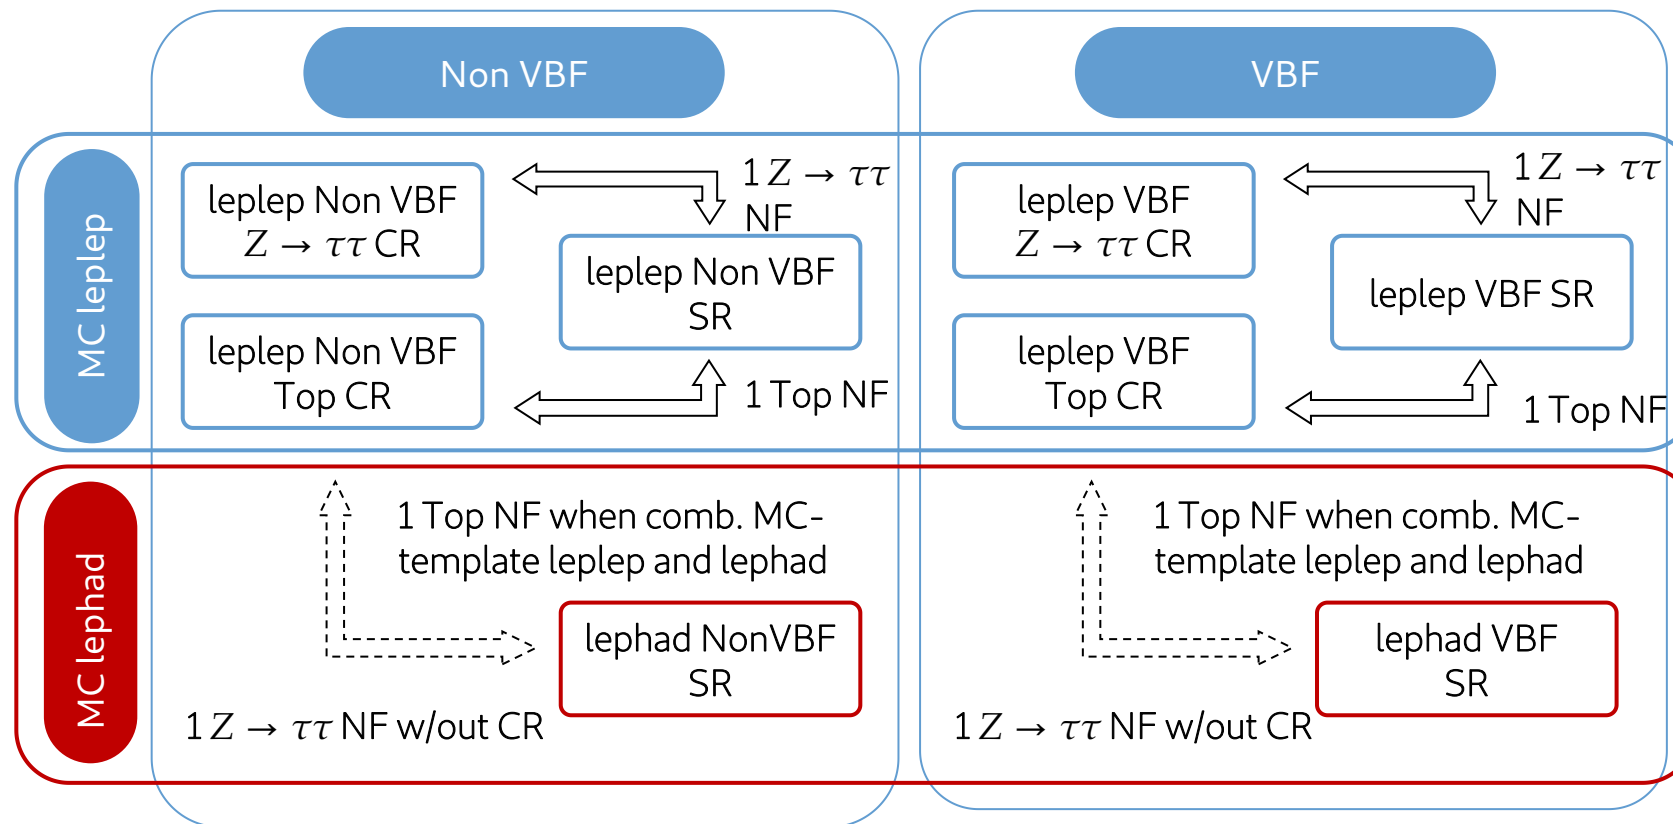 Non VBF
VBF
MC leplep
leplep Non VBF
Z → ττ CR
1 Z → ττ
NF
leplep Non VBF
SR
leplep Non VBF
Top CR
1 Top NF
leplep VBF
Z → ττ CR
1 Z → ττ
NF
leplep VBF SR
leplep VBF
Top CR
1 Top NF
MC lephad
1 Top NF when comb. MC-
template leplep and lephad
lephad NonVBF
SR
1 Z → ττ NF w/out CR
1 Top NF when comb. MC-
template leplep and lephad
lephad VBF
SR
1 Z → ττ NF w/out CR